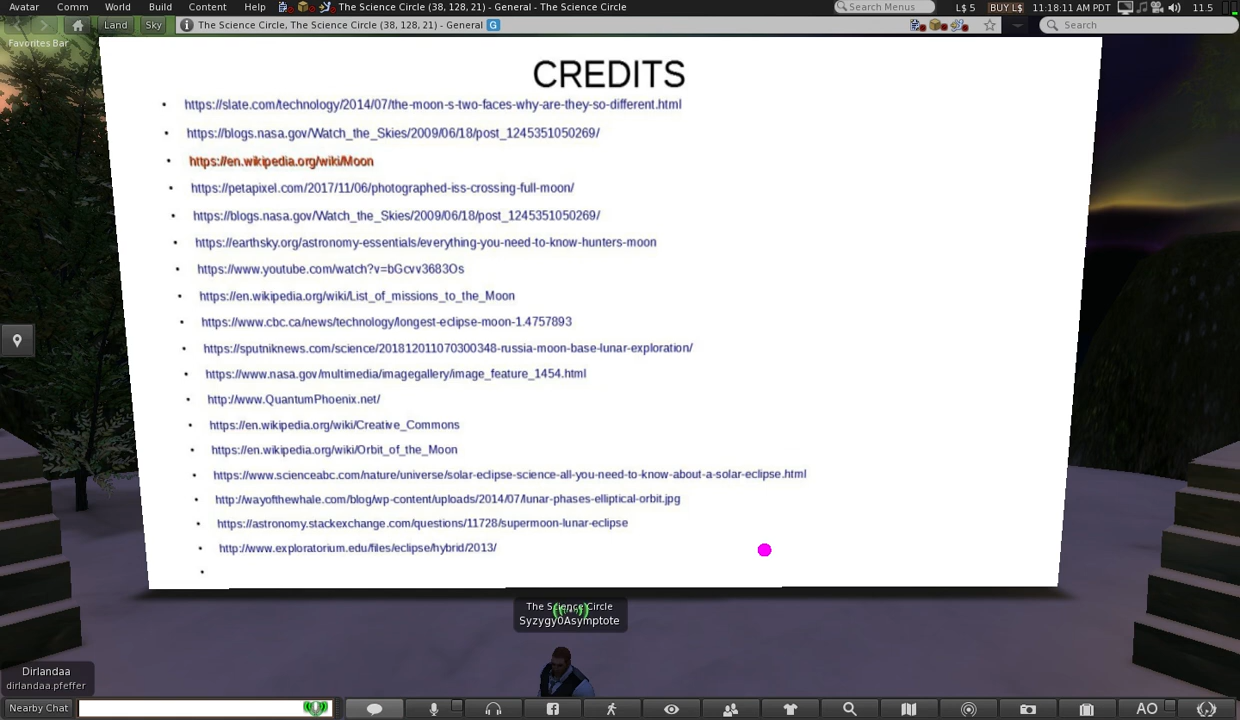 Avatar Comm World Build Content Help The Science Circle (38, 128, 21) - General - The Science Circle Search Menus L$ 5 BUY L$ 11:18:11 AM PDT 11.5
Land Sky The Science Circle, The Science Circle (38, 128, 21) - General G Search
Favorites Bar
CREDITS
• https://slate.com/technology/2014/07/the-moon-s-two-faces-why-are-they-so-different.html
• https://blogs.nasa.gov/Watch_the_Skies/2009/06/18/post_1245351050269/
• https://en.wikipedia.org/wiki/Moon
• https://petapixel.com/2017/11/06/photographed-iss-crossing-full-moon/
• https://blogs.nasa.gov/Watch_the_Skies/2009/06/18/post_1245351050269/
• https://earthsky.org/astronomy-essentials/everything-you-need-to-know-hunters-moon
• https://www.youtube.com/watch?v=bGcvv3683Os
• https://en.wikipedia.org/wiki/List_of_missions_to_the_Moon
• https://www.cbc.ca/news/technology/longest-eclipse-moon-1.4757893
• https://sputniknews.com/science/201812011070300348-russia-moon-base-lunar-exploration/
• https://www.nasa.gov/multimedia/imagegallery/image_feature_1454.html
• http://www.QuantumPhoenix.net/
• https://en.wikipedia.org/wiki/Creative_Commons
• https://en.wikipedia.org/wiki/Orbit_of_the_Moon
• https://www.scienceabc.com/nature/universe/solar-eclipse-science-all-you-need-to-know-about-a-solar-eclipse.html
• http://wayofthewhale.com/blog/wp-content/uploads/2014/07/lunar-phases-elliptical-orbit.jpg
• https://astronomy.stackexchange.com/questions/11728/supermoon-lunar-eclipse
• http://www.exploratorium.edu/files/eclipse/hybrid/2013/
•
The Science Circle
Syzygy0Asymptote
Dirlandaa
dirlandaa.pfeffer
Nearby Chat AO